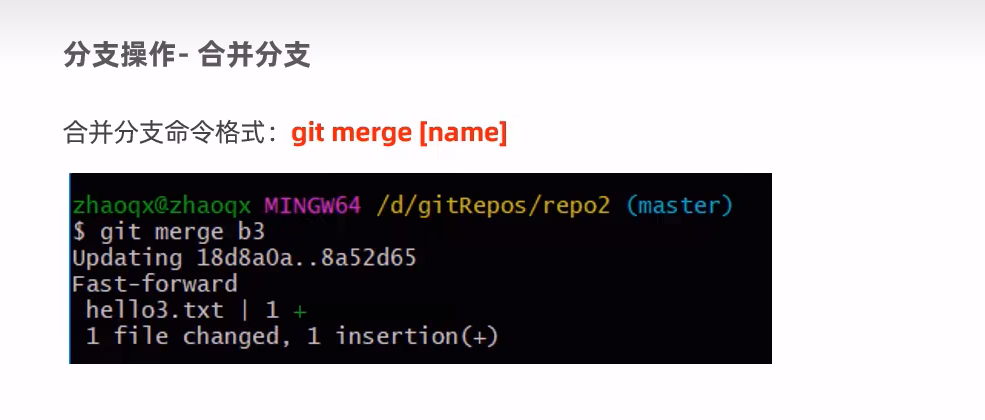 分支操作- 合并分支
合并分支命令格式：git merge [name]
zhaoqx@zhaoqx MINGW64 /d/gitRepos/repo2 (master)
$ git merge b3
Updating 18d8a0a..8a52d65
Fast-forward
 hello3.txt | 1 +
 1 file changed, 1 insertion(+)